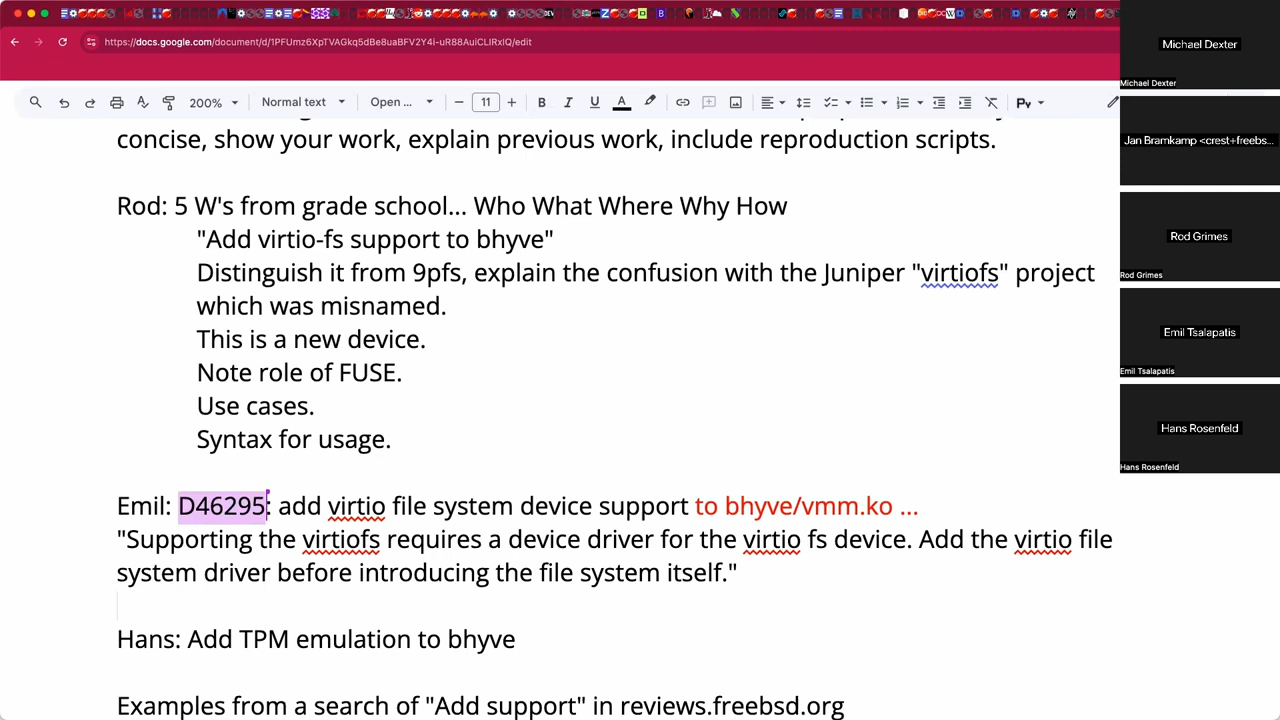 https://docs.google.com/document/d/1PFUmz6XpTVAGkq5dBe8uaBFV2Y4i-uR88AuiCLIRxIQ/edit
200%
Normal text
Open ...
11
concise, show your work, explain previous work, include reproduction scripts.
Rod: 5 W's from grade school... Who What Where Why How
"Add virtio-fs support to bhyve"
Distinguish it from 9pfs, explain the confusion with the Juniper "virtiofs" project
which was misnamed.
This is a new device.
Note role of FUSE.
Use cases.
Syntax for usage.
Emil: D46295: add virtio file system device support to bhyve/vmm.ko ...
"Supporting the virtiofs requires a device driver for the virtio fs device. Add the virtio file
system driver before introducing the file system itself."
Hans: Add TPM emulation to bhyve
Examples from a search of "Add support" in reviews.freebsd.org
Michael Dexter
Michael Dexter
Jan Bramkamp <crest+freebs...
Rod Grimes
Rod Grimes
Emil Tsalapatis
Emil Tsalapatis
Hans Rosenfeld
Hans Rosenfeld